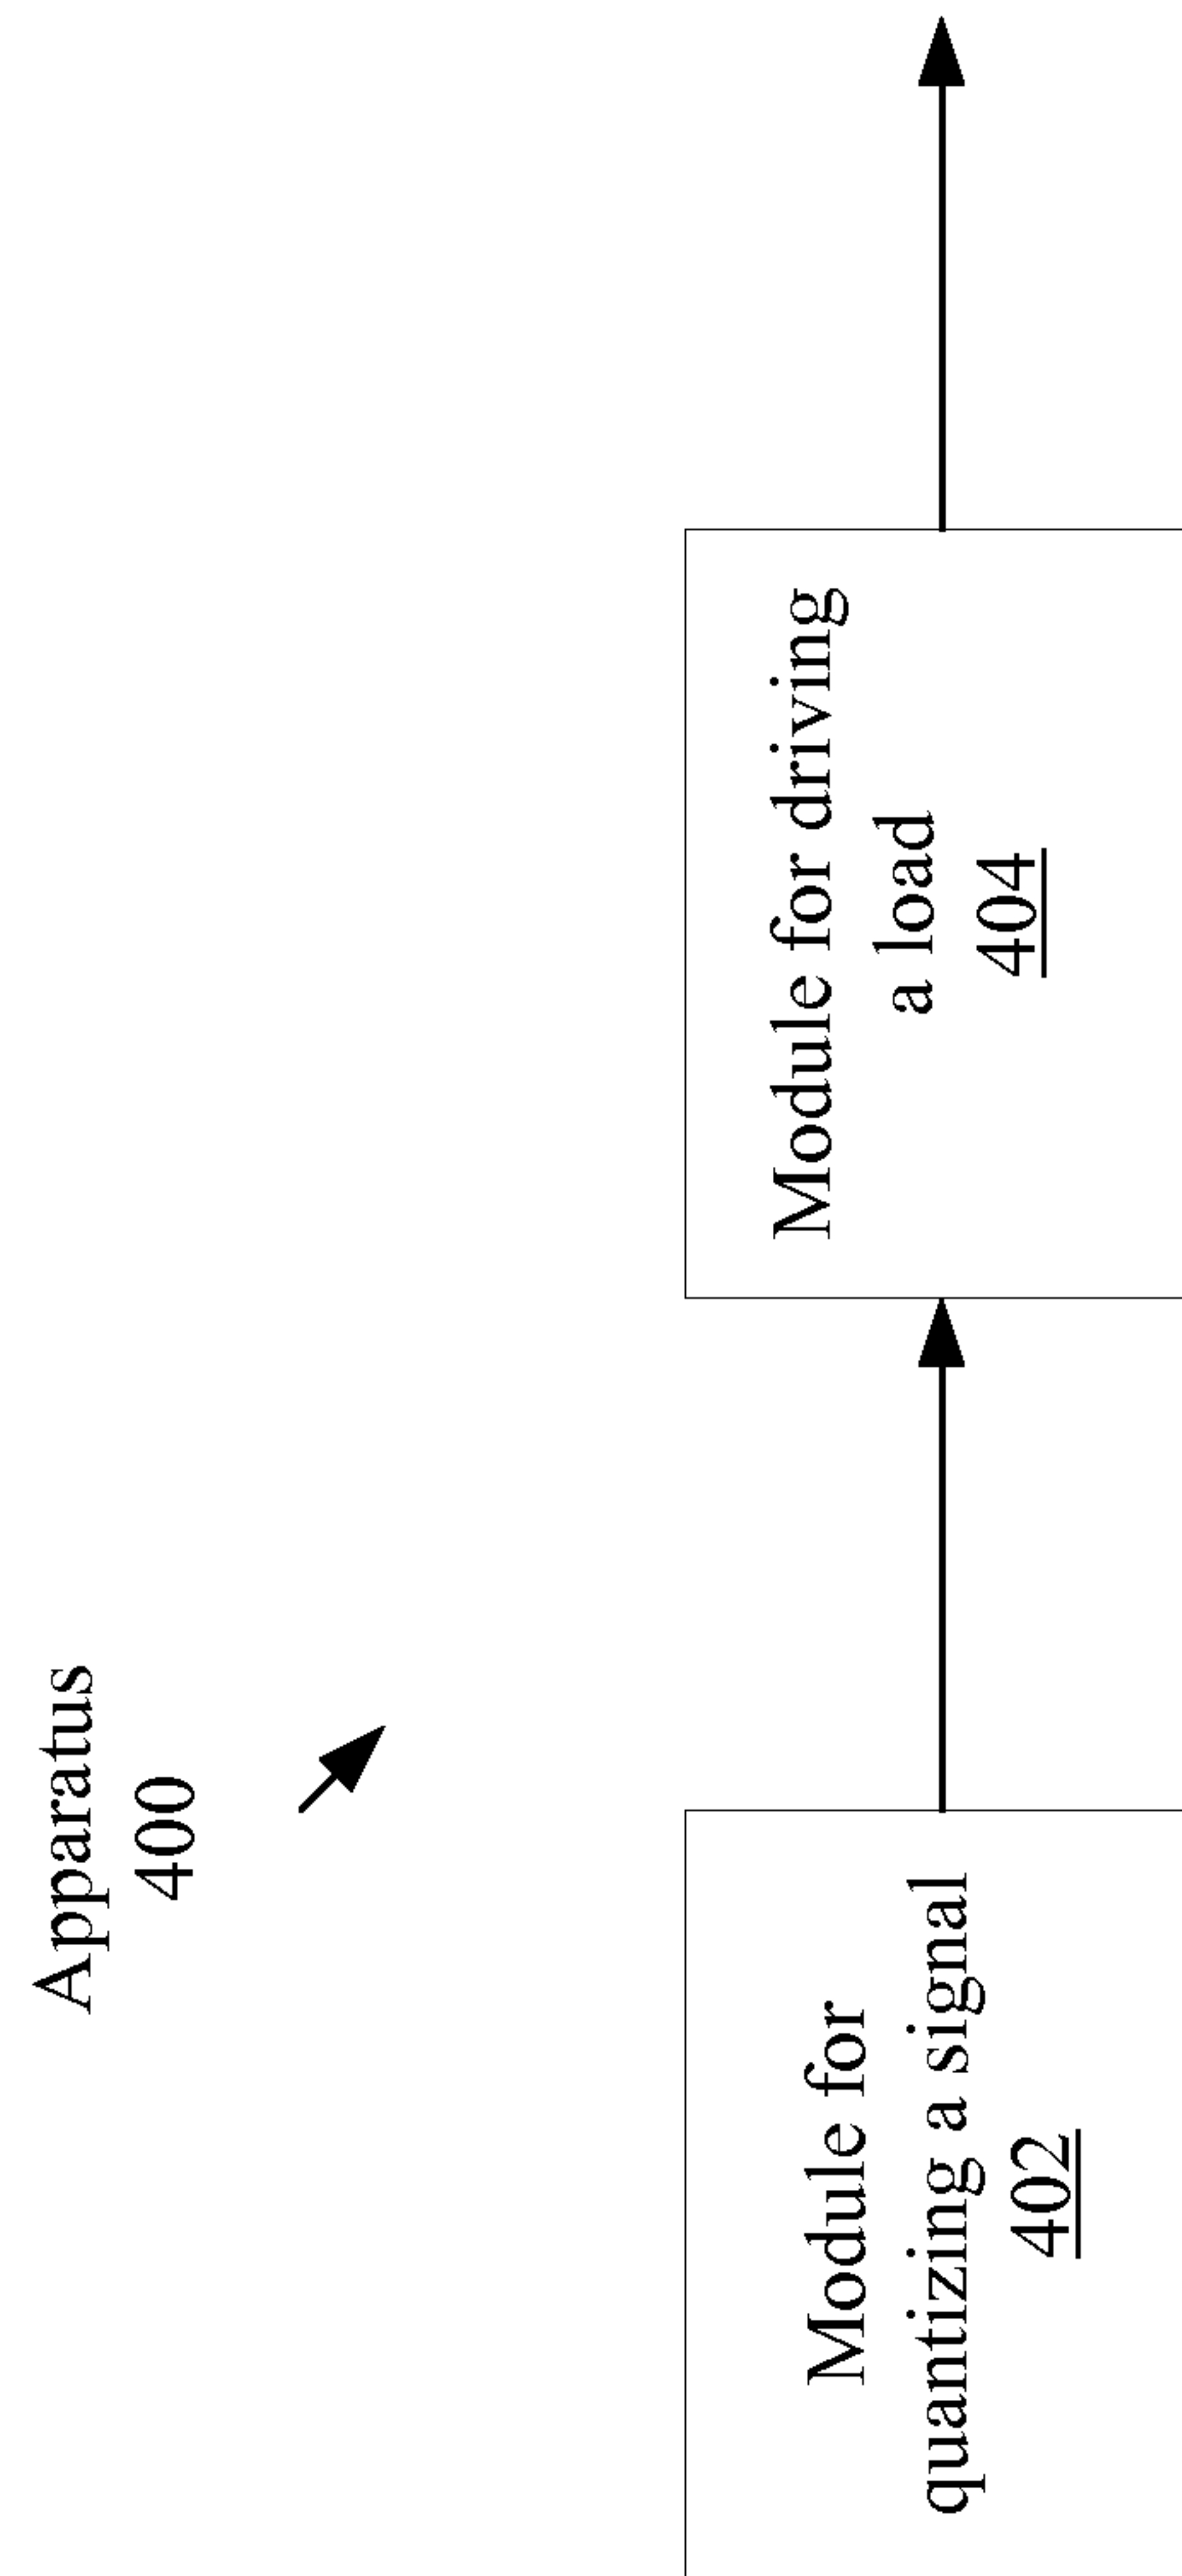 Apparatus
400
Module for
quantizing a signal
402
Module for driving
a load
404